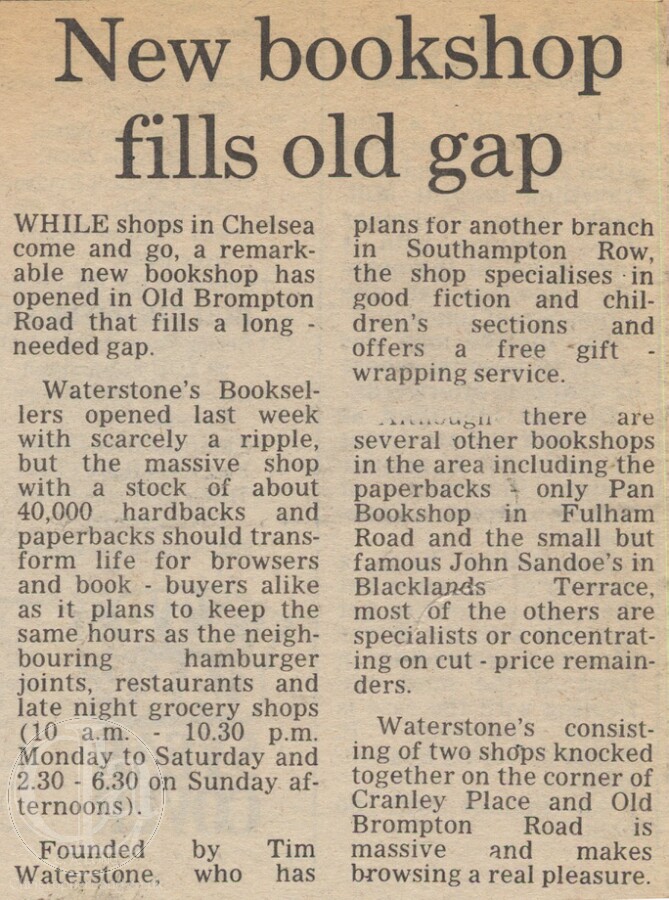 New bookshop
fills old gap
WHILE shops in Chelsea
come and go, a remark-
able new bookshop has
opened in Old Brompton
Road that fills a long -
needed gap.
Waterstone's Booksel-
lers opened last week
with scarcely a ripple,
but the massive shop
with a stock of about
40,000 hardbacks and
paperbacks should trans-
form life for browsers
and book - buyers alike
as it plans to keep the
same hours as the neigh-
bouring hamburger
joints, restaurants and
late night grocery shops
(10 a.m. - 10.30 p.m.
Monday to Saturday and
2.30 - 6.30 on Sunday af-
ternoons).
Founded by Tim
Waterstone, who has
plans for another branch
in Southampton Row,
the shop specialises in
good fiction and chil-
dren's sections and
offers a free gift -
wrapping service.
Although there are
several other bookshops
in the area including the
paperbacks - only Pan
Bookshop in Fulham
Road and the small but
famous John Sandoe's in
Blacklands Terrace,
most of the others are
specialists or concentrat-
ing on cut - price remain-
ders.
Waterstone's consist-
ing of two shops knocked
together on the corner of
Cranley Place and Old
Brompton Road is
massive and makes
browsing a real pleasure.